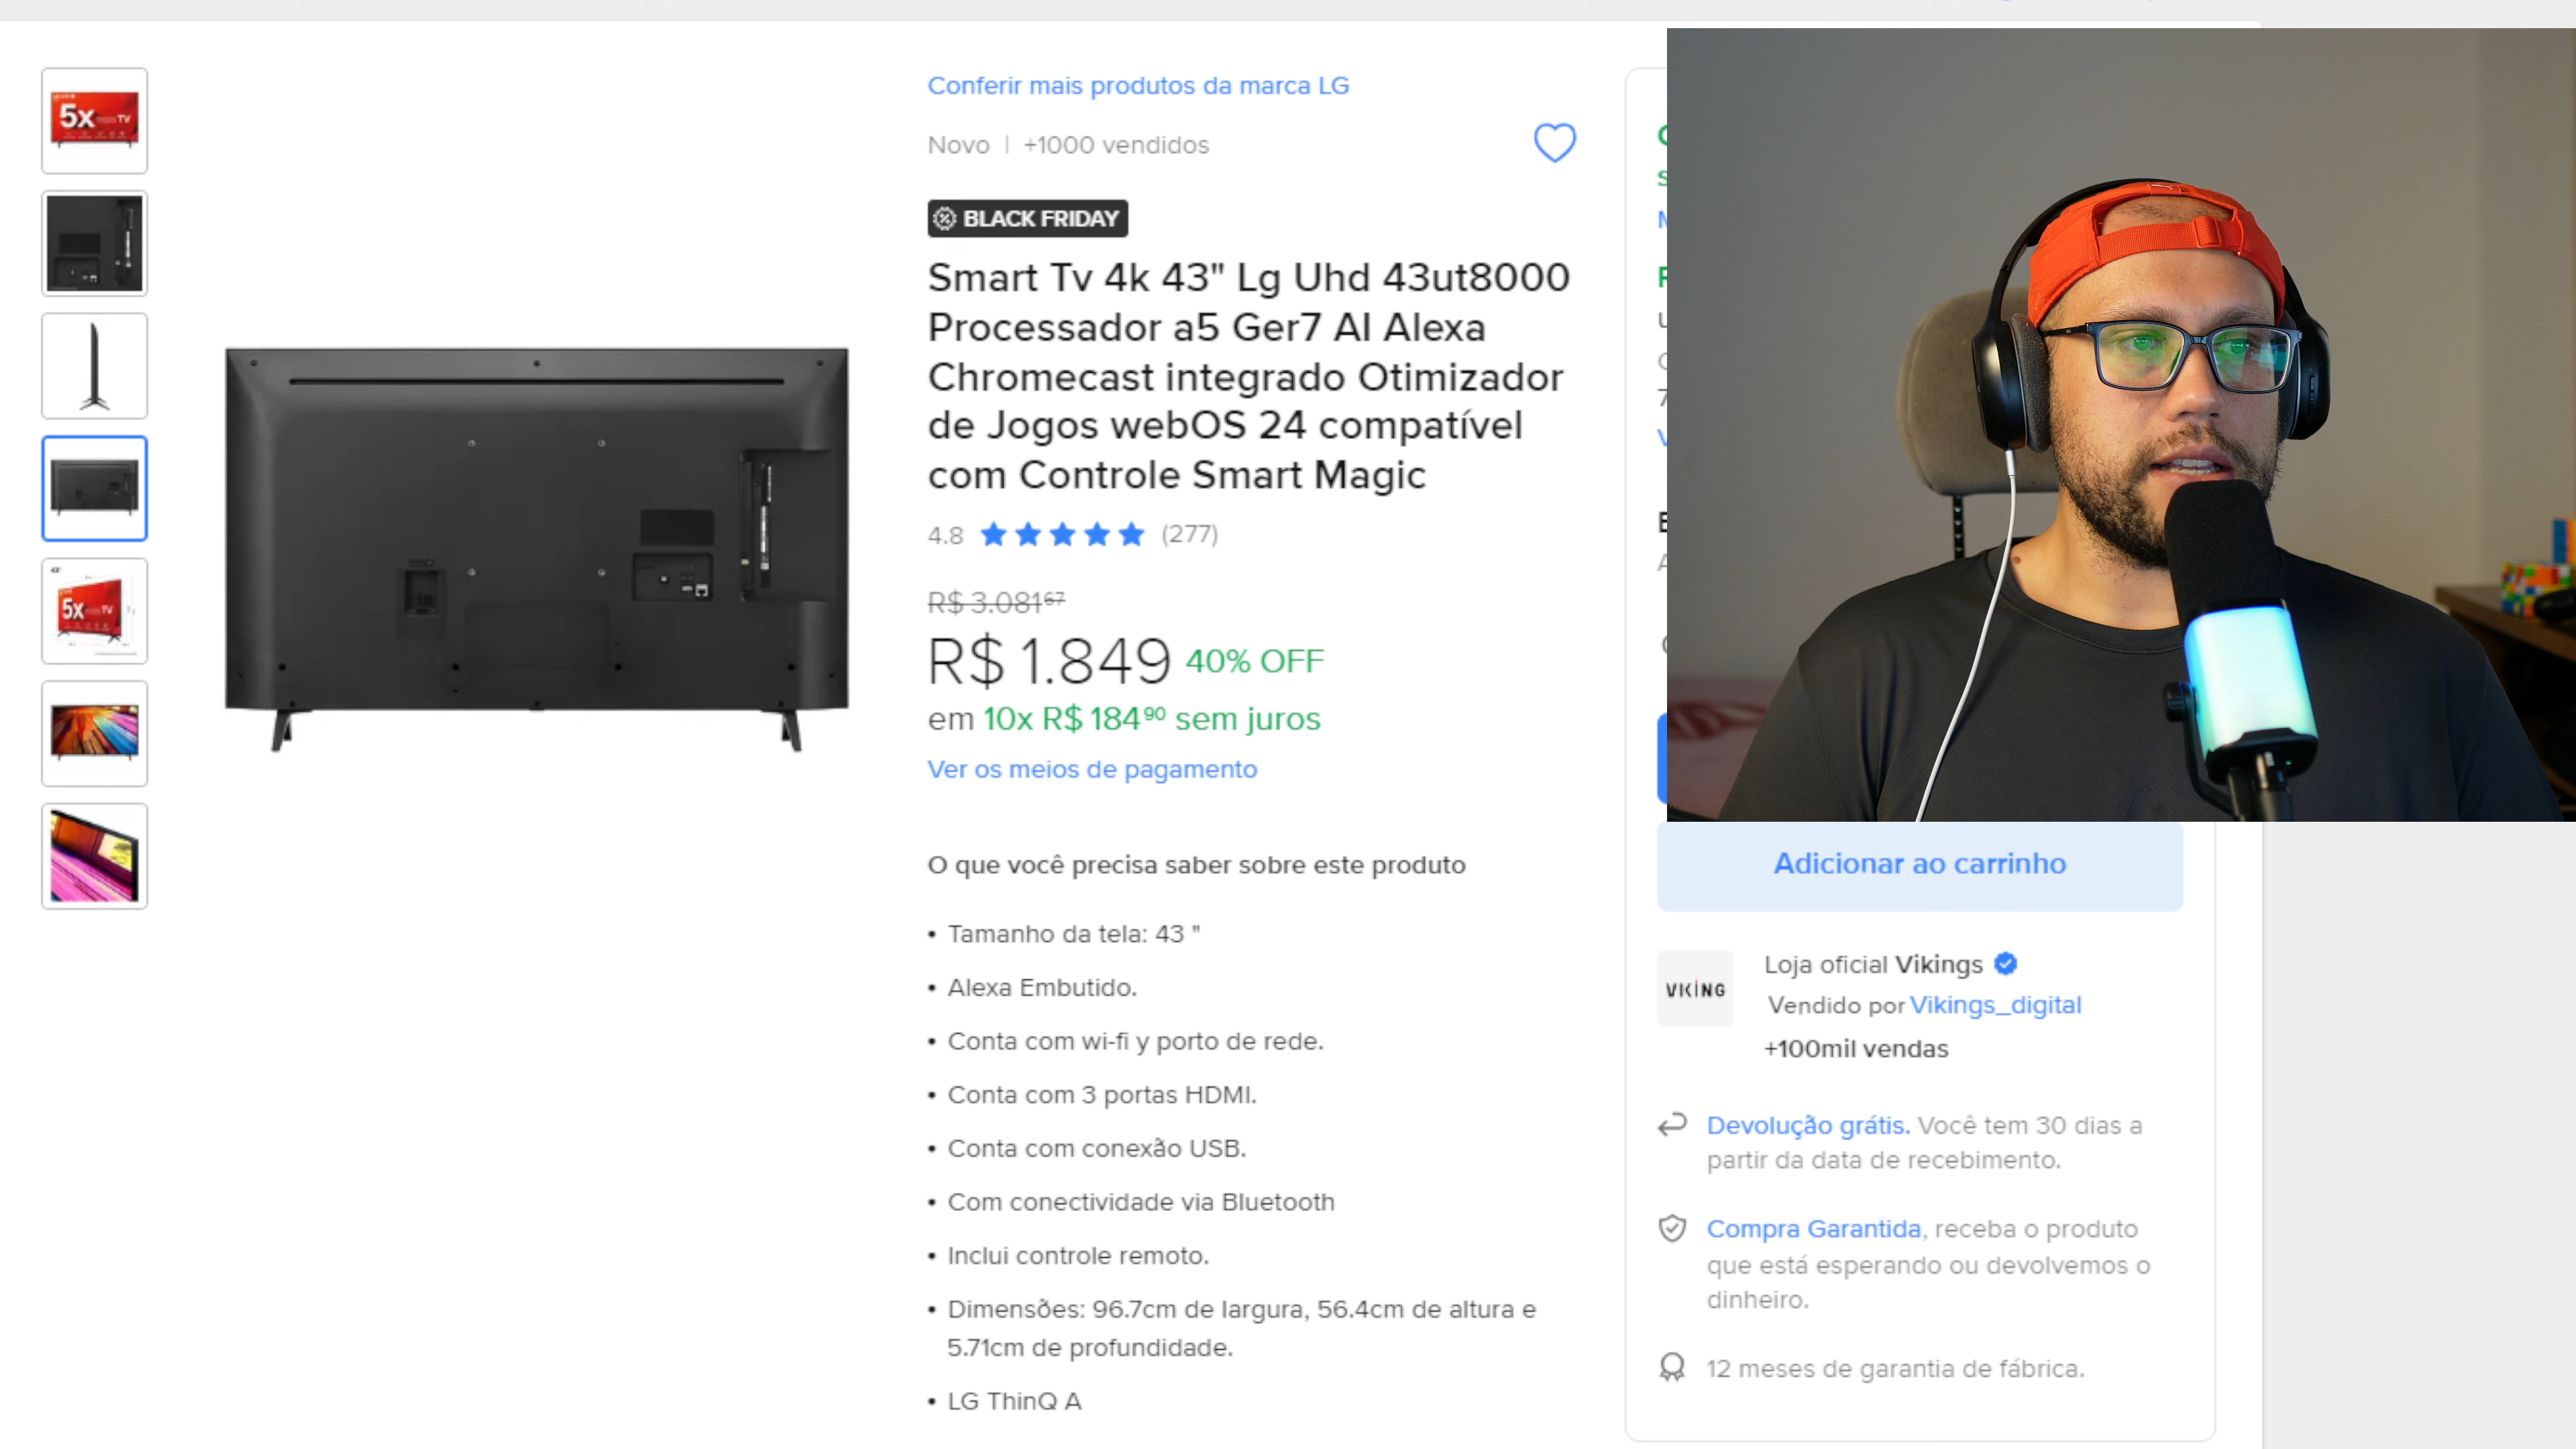 Conferir mais produtos da marca LG
Novo | +1000 vendidos
BLACK FRIDAY
Smart Tv 4k 43" Lg Uhd 43ut8000
Processador a5 Ger7 AI Alexa
Chromecast integrado Otimizador
de Jogos webOS 24 compatível
com Controle Smart Magic
4.8 (277)
R$ 3.08167
R$ 1.849 40% OFF
em 10x R$ 18490 sem juros
Ver os meios de pagamento
O que você precisa saber sobre este produto
• Tamanho da tela: 43 "
• Alexa Embutido.
• Conta com wi-fi y porto de rede.
• Conta com 3 portas HDMI.
• Conta com conexão USB.
• Com conectividade via Bluetooth
• Inclui controle remoto.
• Dimensões: 96.7cm de largura, 56.4cm de altura e
5.71cm de profundidade.
• LG ThinQ A
5x TV
5x TV
Adicionar ao carrinho
VIKING
Loja oficial Vikings
Vendido por Vikings_digital
+100mil vendas
Devolução grátis. Você tem 30 dias a
partir da data de recebimento.
Compra Garantida, receba o produto
que está esperando ou devolvemos o
dinheiro.
12 meses de garantia de fábrica.